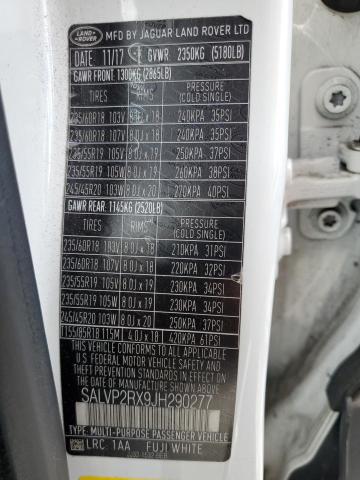 LAND ROVER
MFD BY JAGUAR LAND ROVER LTD
DATE 11/17 GVWR 2350KG (5180LB)
GAWR FRONT 1300KG (2865LB)
TIRES RIMS PRESSURE (COLD SINGLE)
235/60R18 103V 8.0J x 18 240KPA 35PSI
235/60R18 107V 8.0J x 18 240KPA 35PSI
235/55R19 105V 8.0J x 19 250KPA 37PSI
235/55R19 105W 8.0J x 19 260KPA 38PSI
245/45R20 103W 8.0J x 20 270KPA 40PSI
GAWR REAR 1145KG (2520LB)
TIRES RIMS PRESSURE (COLD SINGLE)
235/60R18 103V 8.0J x 18 210KPA 31PSI
235/60R18 107V 8.0J x 18 220KPA 32PSI
235/55R19 105V 8.0J x 19 230KPA 34PSI
235/55R19 105W 8.0J x 19 230KPA 34PSI
245/45R20 103W 8.0J x 20 250KPA 37PSI
T155/85R18 115M 4.0J x 18 420KPA 61PSI
THIS VEHICLE CONFORMS TO ALL APPLICABLE
U.S. FEDERAL MOTOR VEHICLE SAFETY STANDARDS
IN EFFECT ON THE DATE OF MANUFACTURE SHOWN ABOVE
SALVP2RX9JH290277
TYPE: MULTI-PURPOSE PASSENGER VEHICLE
LRC 1AA FUJI WHITE